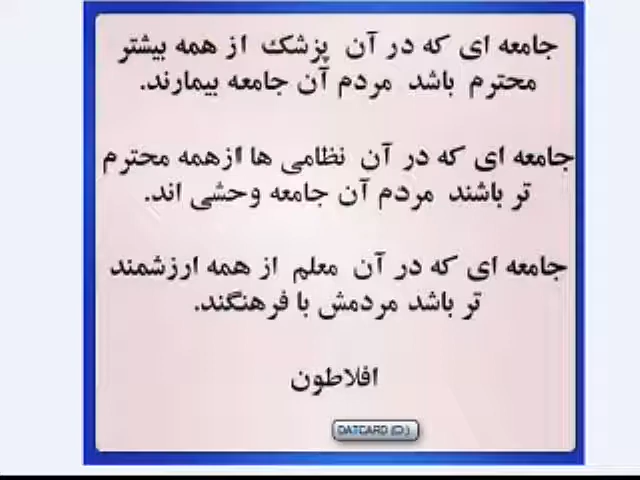 جامعه ای که در آن پزشک از همه بیشتر
محترم باشد مردم آن جامعه بیمارند.
جامعه ای که در آن نظامی ها ازهمه محترم
تر باشند مردم آن جامعه وحشی اند.
جامعه ای که در آن معلم از همه ارزشمند
تر باشد مردمش با فرهنگند.
افلاطون
DATCARD (D:)